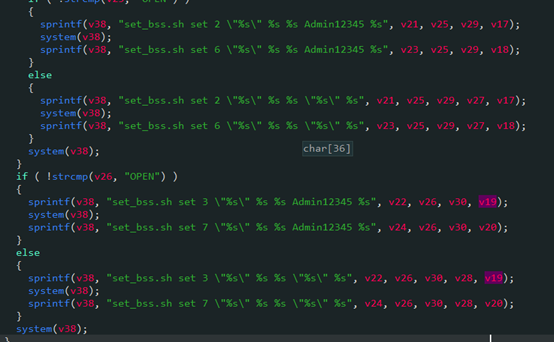 if ( !strcmp(v25, "OPEN") )
{
sprintf(v38, "set_bss.sh set 2 \"%s\" %s %s Admin12345 %s", v21, v25, v29, v17);
system(v38);
sprintf(v38, "set_bss.sh set 6 \"%s\" %s %s Admin12345 %s", v23, v25, v29, v18);
}
else
{
sprintf(v38, "set_bss.sh set 2 \"%s\" %s %s \"%s\" %s", v21, v25, v29, v27, v17);
system(v38);
sprintf(v38, "set_bss.sh set 6 \"%s\" %s %s \"%s\" %s", v23, v25, v29, v27, v18);
}
char[36]
system(v38);
}
if ( !strcmp(v26, "OPEN") )
{
sprintf(v38, "set_bss.sh set 3 \"%s\" %s %s Admin12345 %s", v22, v26, v30, v19);
system(v38);
sprintf(v38, "set_bss.sh set 7 \"%s\" %s %s Admin12345 %s", v24, v26, v30, v20);
}
else
{
sprintf(v38, "set_bss.sh set 3 \"%s\" %s %s \"%s\" %s", v22, v26, v30, v28, v19);
system(v38);
sprintf(v38, "set_bss.sh set 7 \"%s\" %s %s \"%s\" %s", v24, v26, v30, v28, v20);
}
system(v38);
}